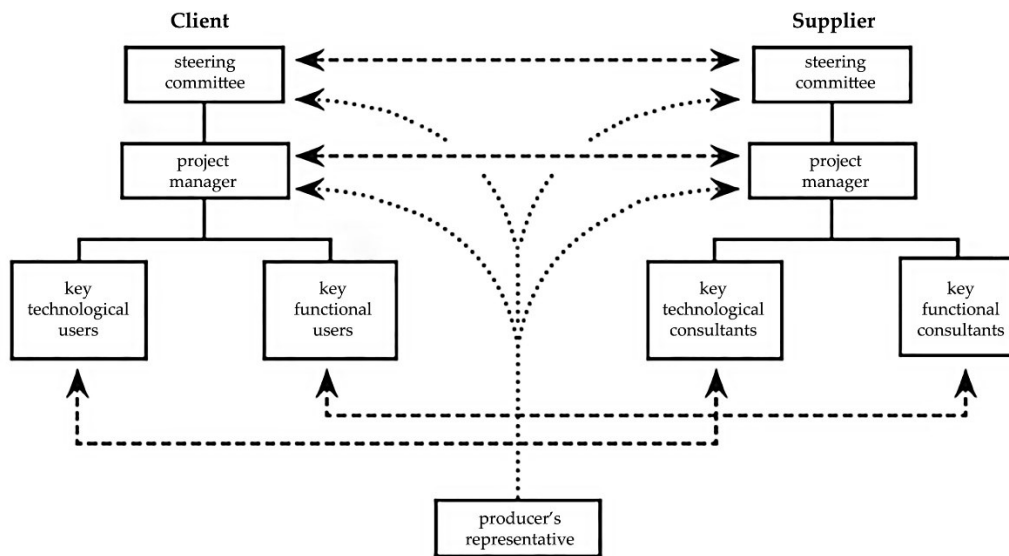 Client
Supplier
steering
committee
steering
committee
project
manager
project
manager
key
technological
users
key
functional
users
key
technological
consultants
key
functional
consultants
producer's
representative